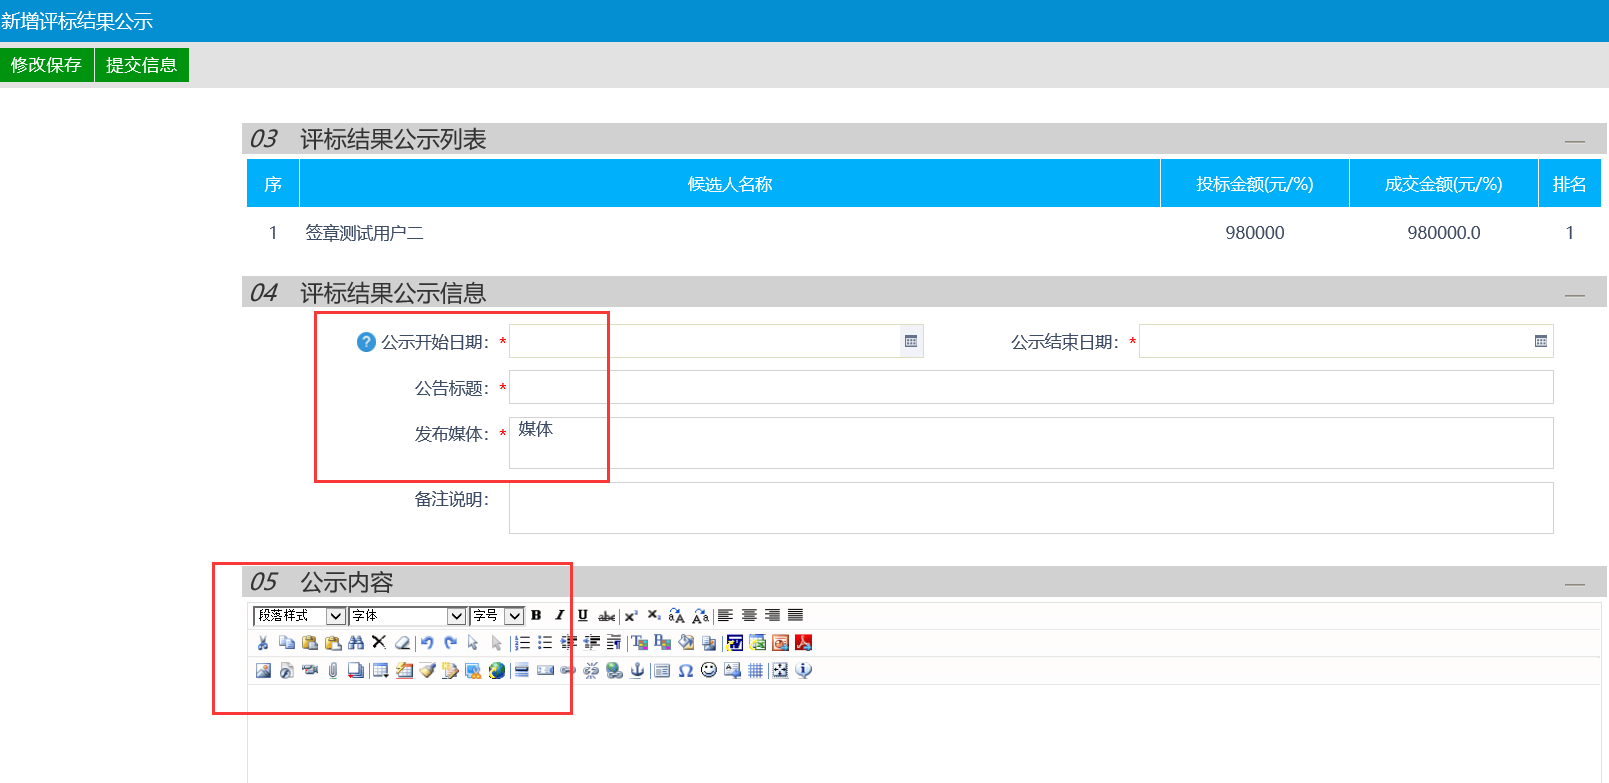 新增评标结果公示
修改保存 提交信息
03 评标结果公示列表
序 候选人名称 投标金额(元/%) 成交金额(元/%) 排名
1 签章测试用户二 980000 980000.0 1
04 评标结果公示信息
? 公示开始日期：* 公示结束日期：*
公告标题：*
发布媒体：* 媒体
备注说明：
05 公示内容
段落样式 字体 字号 B I U abc x² x₂ aA Aa